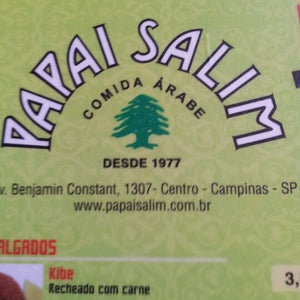 PAPAI SALIM
COMIDA ÁRABE
DESDE 1977
v. Benjamin Constant, 1307- Centro - Campinas - SP
www.papaisalim.com.br
ALGADOS
Kibe
Recheado com carne
3,